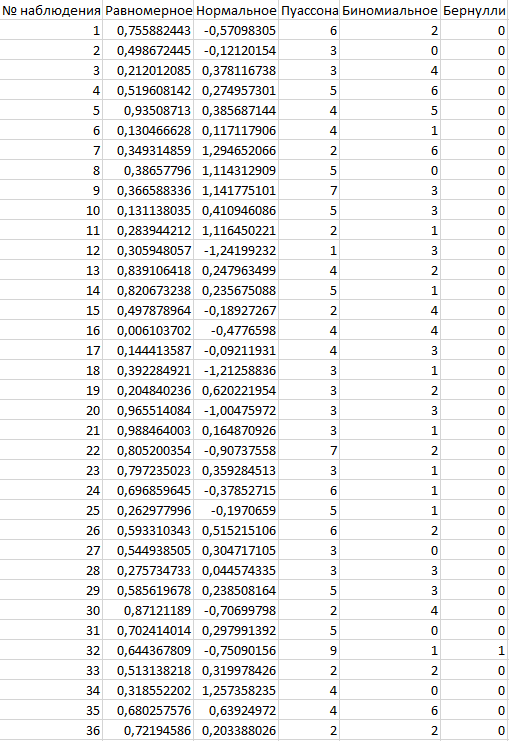 № наблюдения Равномерное Нормальное Пуассона Биномиальное Бернулли
1 0,755882443 -0,57098305 6 2 0
2 0,498672445 -0,12120154 3 0 0
3 0,212012085 0,378116738 3 4 0
4 0,519608142 0,274957301 5 6 0
5 0,93508713 0,385687144 4 5 0
6 0,130466628 0,117117906 4 1 0
7 0,349314859 1,294652066 2 6 0
8 0,38657796 1,114312909 5 0 0
9 0,366588336 1,141775101 7 3 0
10 0,131138035 0,410946086 5 3 0
11 0,283944212 1,116450221 2 1 0
12 0,305948057 -1,24199232 1 3 0
13 0,839106418 0,247963499 4 2 0
14 0,820673238 0,235675088 5 1 0
15 0,497878964 -0,18927267 2 4 0
16 0,006103702 -0,4776598 4 4 0
17 0,144413587 -0,09211931 4 3 0
18 0,392284921 -1,21258836 3 1 0
19 0,204840236 0,620221954 3 2 0
20 0,965514084 -1,00475972 3 3 0
21 0,988464003 0,164870926 3 1 0
22 0,805200354 -0,90737558 7 2 0
23 0,797235023 0,359284513 3 1 0
24 0,696859645 -0,37852715 6 1 0
25 0,262977996 -0,1970659 5 1 0
26 0,593310343 0,515215106 6 2 0
27 0,544938505 0,304717105 3 0 0
28 0,275734733 0,044574335 3 3 0
29 0,585619678 0,238508164 5 3 0
30 0,87121189 -0,70699798 2 4 0
31 0,702414014 0,297991392 5 0 0
32 0,644367809 -0,75090156 9 1 1
33 0,513138218 0,319978426 2 2 0
34 0,318552202 1,257358235 4 0 0
35 0,680257576 0,63924972 4 6 0
36 0,72194586 0,203388026 2 2 0